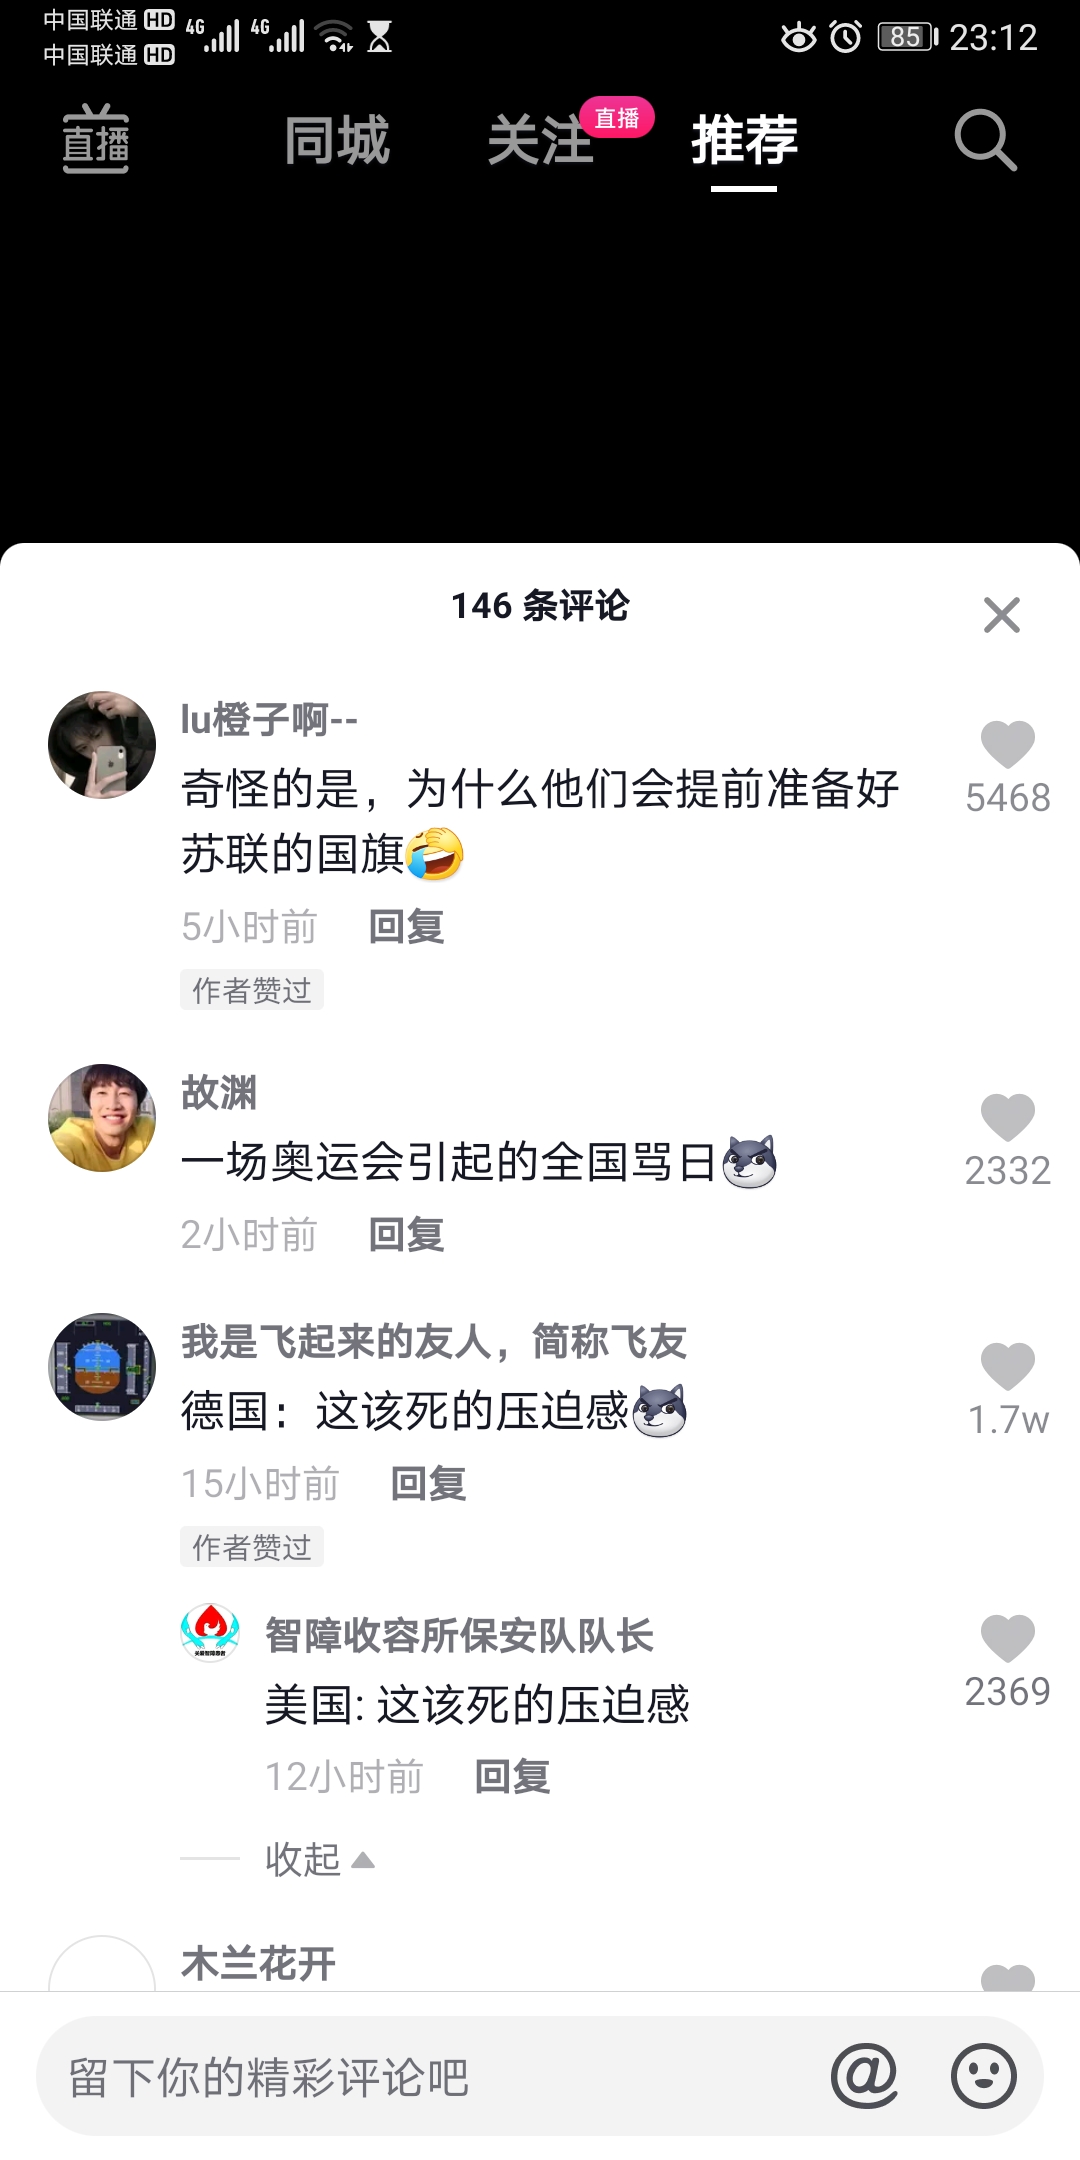 中国联通 HD 4G 4G 85 23:12
中国联通 HD
直播 同城 关注 直播 推荐
146 条评论
lu橙子啊--
奇怪的是，为什么他们会提前准备好
苏联的国旗
5468
5小时前 回复
作者赞过
故渊
一场奥运会引起的全国骂日
2332
2小时前 回复
我是飞起来的友人，简称飞友
德国：这该死的压迫感
1.7w
15小时前 回复
作者赞过
智障收容所保安队队长
美国: 这该死的压迫感
2369
12小时前 回复
收起
木兰花开
留下你的精彩评论吧 @